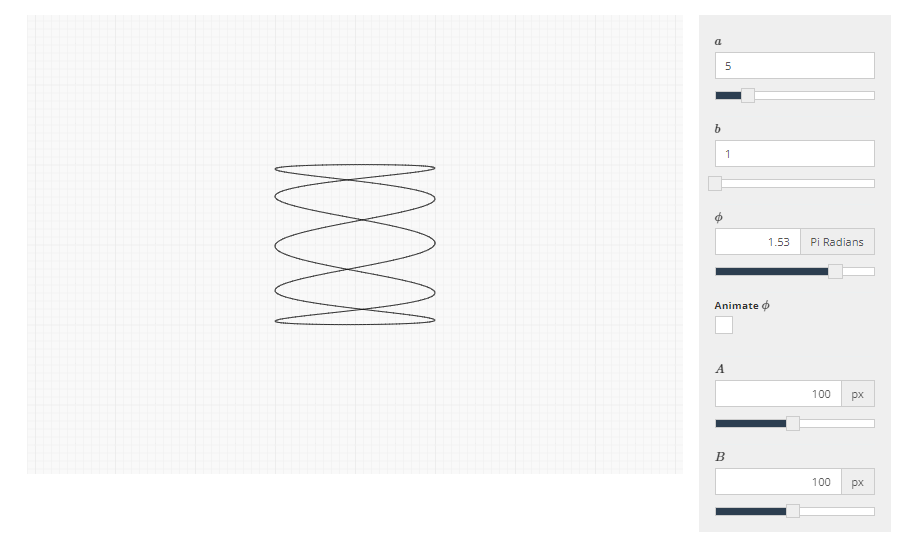 a
5
b
1
ϕ
1.53 Pi Radians
Animate ϕ
A
100 px
B
100 px